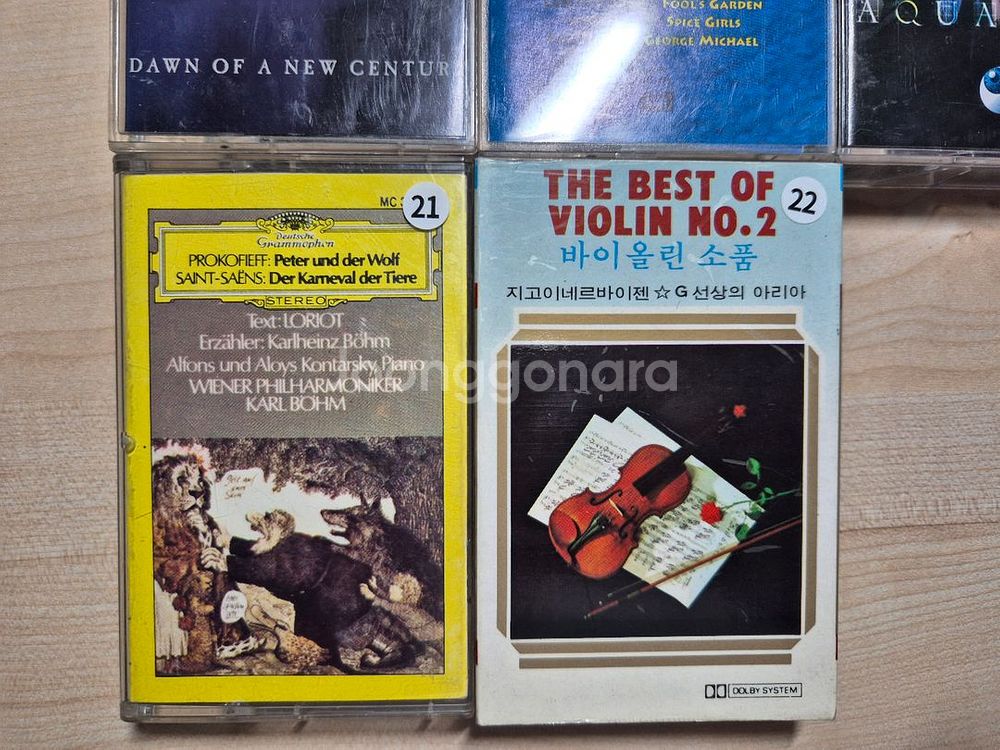 DAWN OF A NEW CENTUR
FOOL'S GARDEN
SPICE GIRLS
GEORGE MICHAEL
AQUA
MC 3
21
Deutsche
Grammophon
PROKOFIEFF: Peter und der Wolf
SAINT-SAËNS: Der Karneval der Tiere
STEREO
Text: LORIOT
Erzähler: Karlheinz Böhm
Alfons und Aloys Kontarsky, Piano
WIENER PHILHARMONIKER
KARL BÖHM
THE BEST OF
VIOLIN NO.2
22
바이올린 소품
지고이네르바이젠 ☆ G 선상의 아리아
DOLBY SYSTEM
onggonara